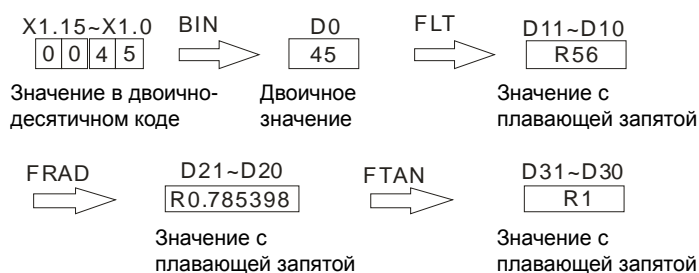 X1.15~X1.0 BIN D0 FLT D11~D10
0 0 4 5 45 R56
Значение в двоично- Двоичное Значение с
десятичном коде значение плавающей запятой
FRAD D21~D20 FTAN D31~D30
R0.785398 R1
Значение с Значение с
плавающей запятой плавающей запятой